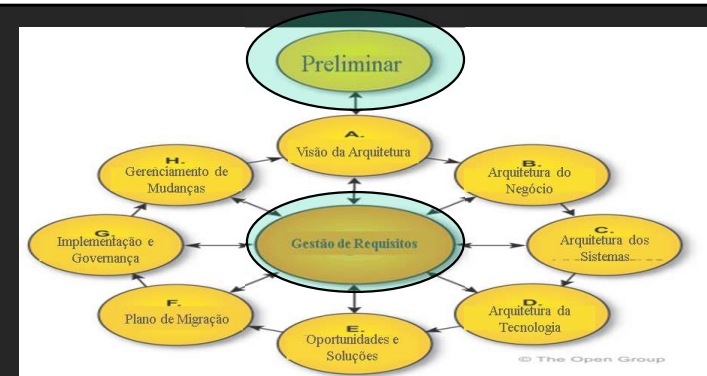 Preliminar
A.
Visão da Arquitetura
B.
Arquitetura do
Negócio
C.
Arquitetura dos
Sistemas
D.
Arquitetura da
Tecnologia
E.
Oportunidades e
Soluções
F.
Plano de Migração
G.
Implementação e
Governança
H.
Gerenciamento de
Mudanças
Gestão de Requisitos
© The Open Group